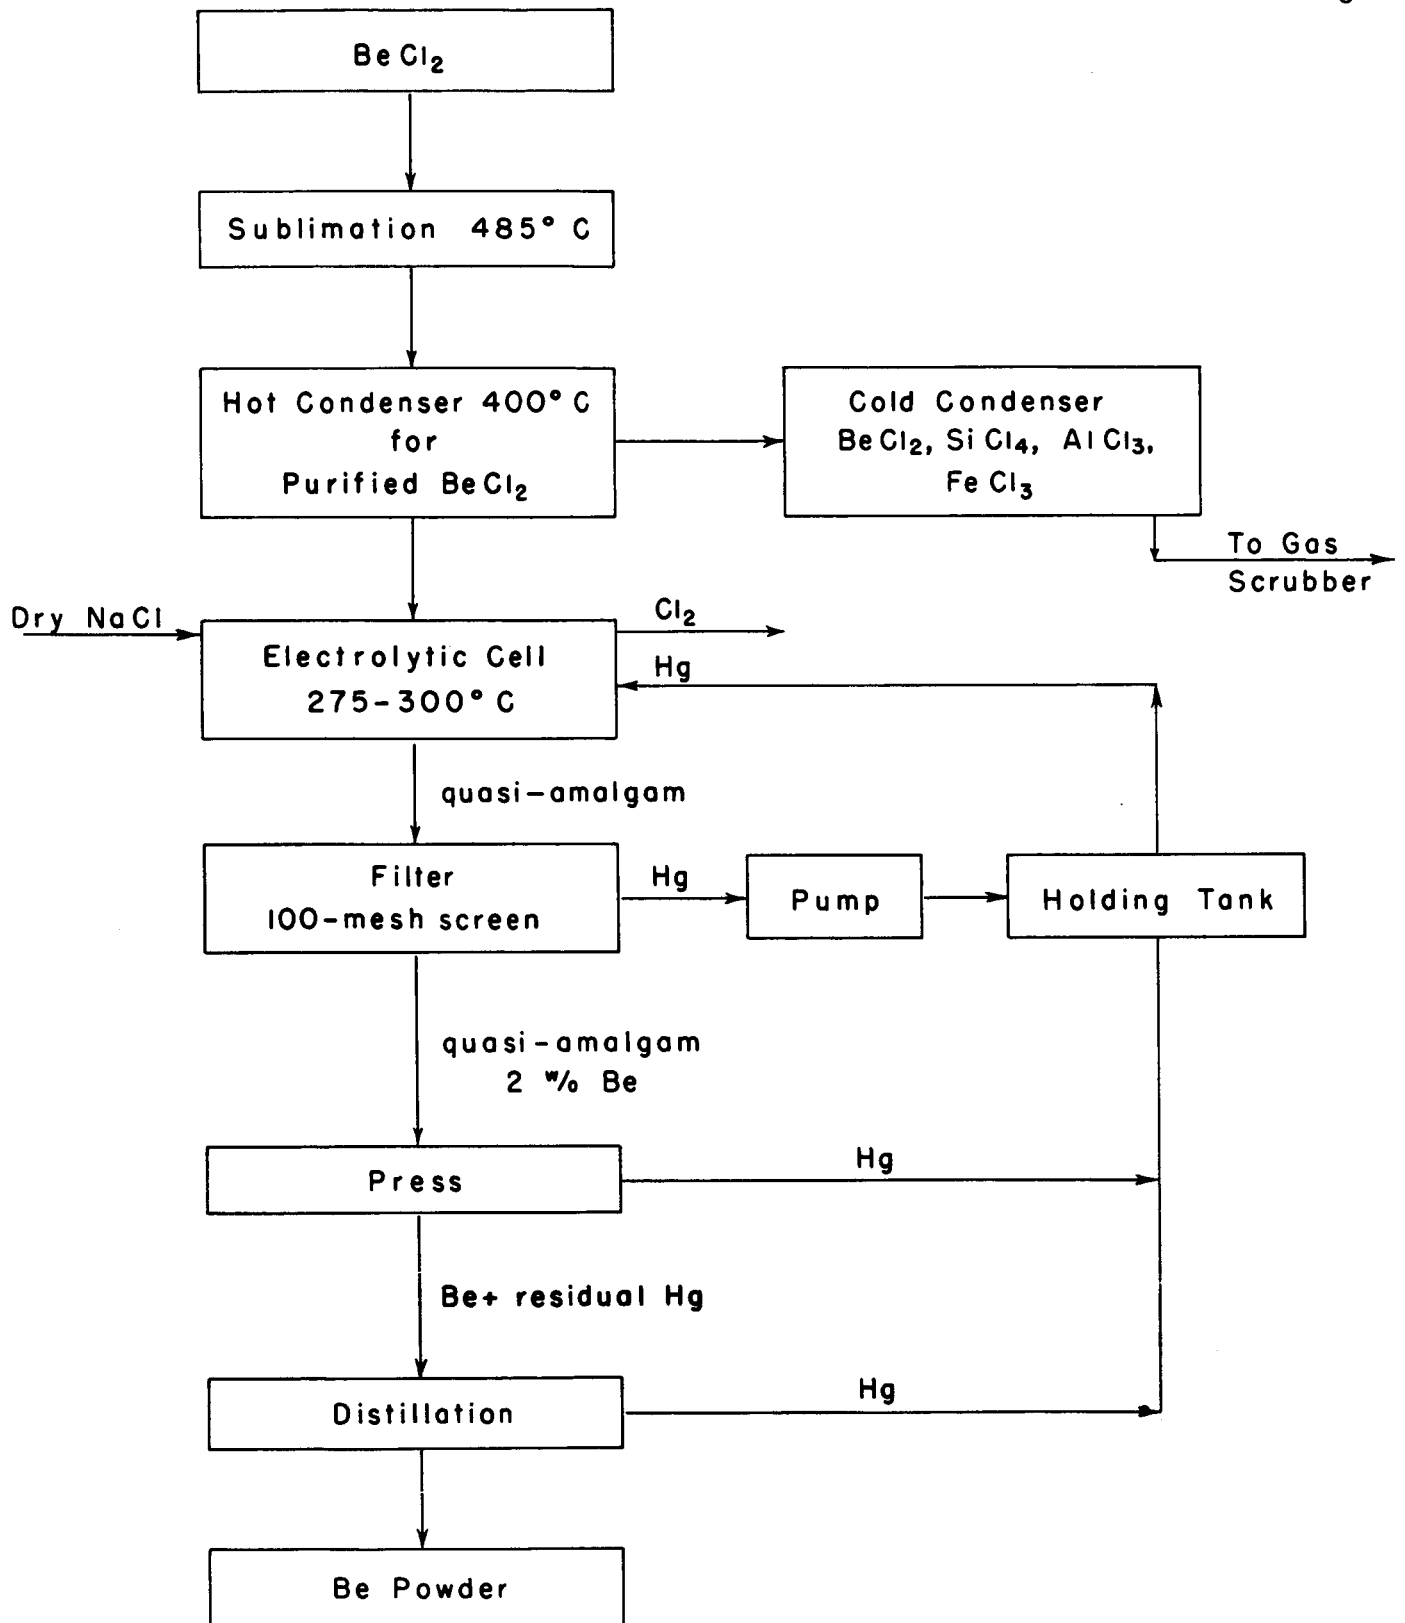 BeCl₂
Sublimation 485° C
Hot Condenser 400° C
for
Purified BeCl₂
Cold Condenser
BeCl₂, SiCl₄, AlCl₃,
FeCl₃
To Gas
Scrubber
Dry NaCl
Cl₂
Electrolytic Cell
275-300° C
Hg
quasi-amalgam
Filter
100-mesh screen
Hg
Pump
Holding Tank
quasi-amalgam
2 w/o Be
Press
Hg
Be+ residual Hg
Distillation
Hg
Be Powder